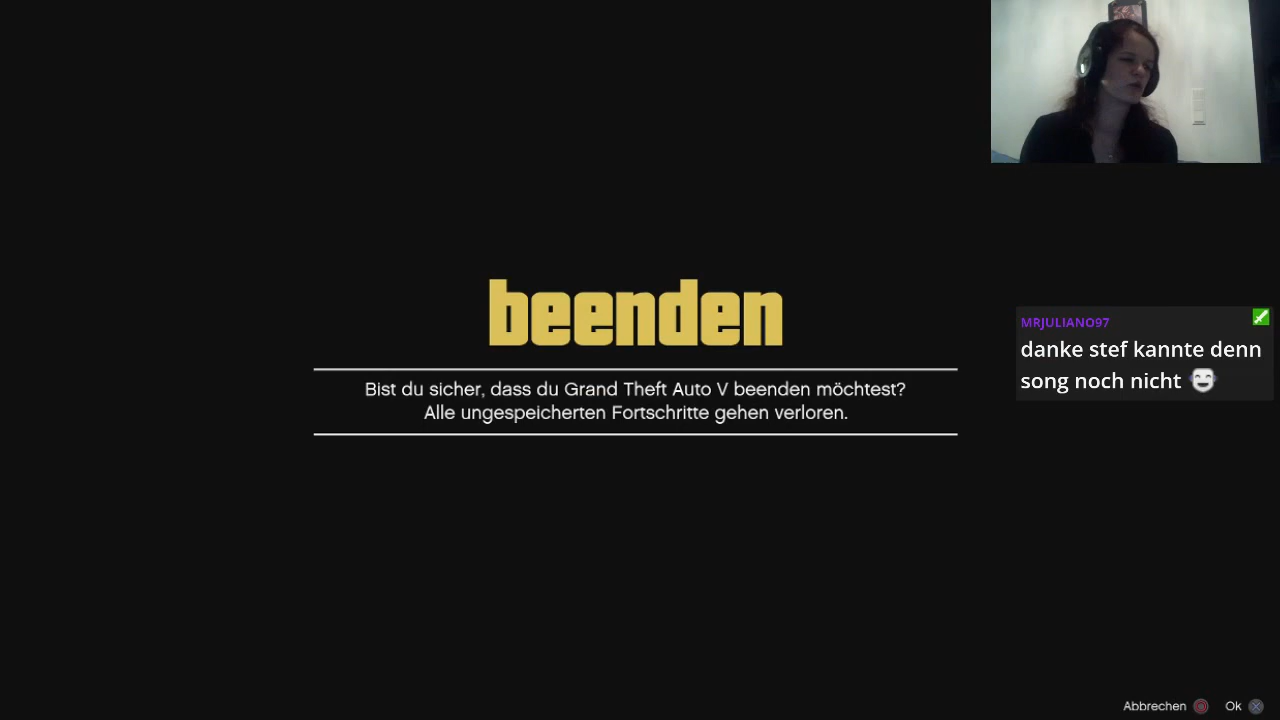 beenden
Bist du sicher, dass du Grand Theft Auto V beenden möchtest?
Alle ungespeicherten Fortschritte gehen verloren.
MRJULIANO97
danke stef kannte denn
song noch nicht
Abbrechen
Ok